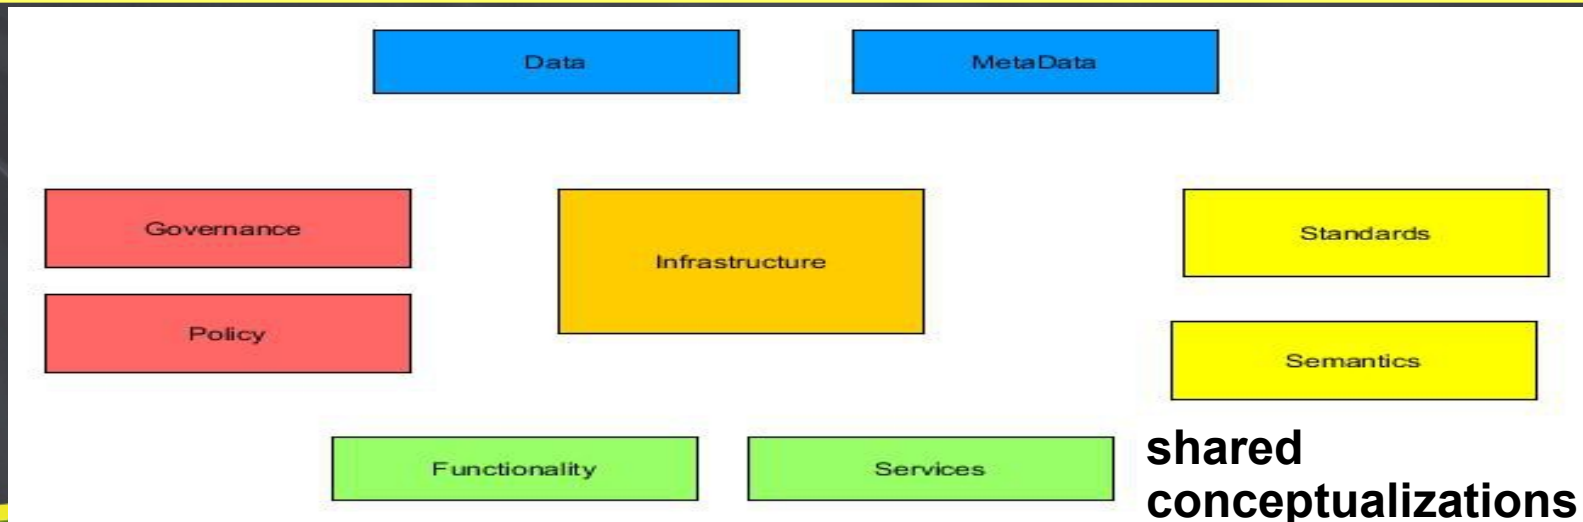 Data
MetaData
Governance
Infrastructure
Standards
Policy
Semantics
Functionality
Services
shared
conceptualizations